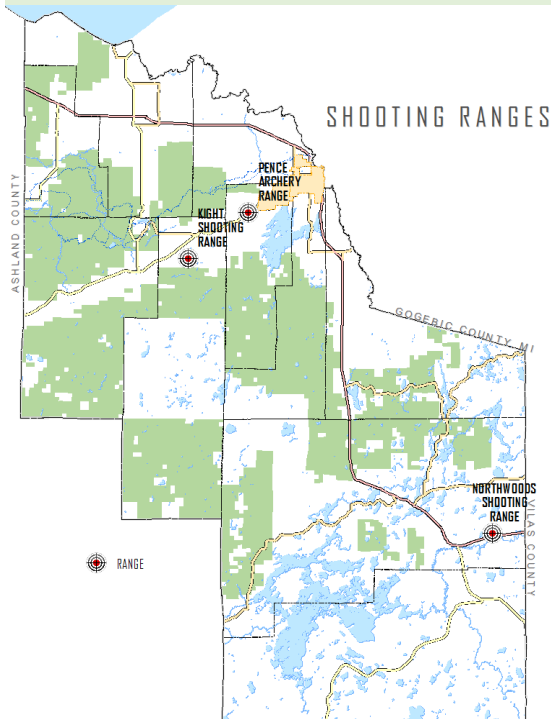 SHOOTING RANGES
PENCE
ARCHERY
RANGE
KIGHT
SHOOTING
RANGE
ASHLAND COUNTY
GOGEBIC COUNTY MI
NORTHWOODS
SHOOTING
RANGE
VILAS COUNTY
RANGE